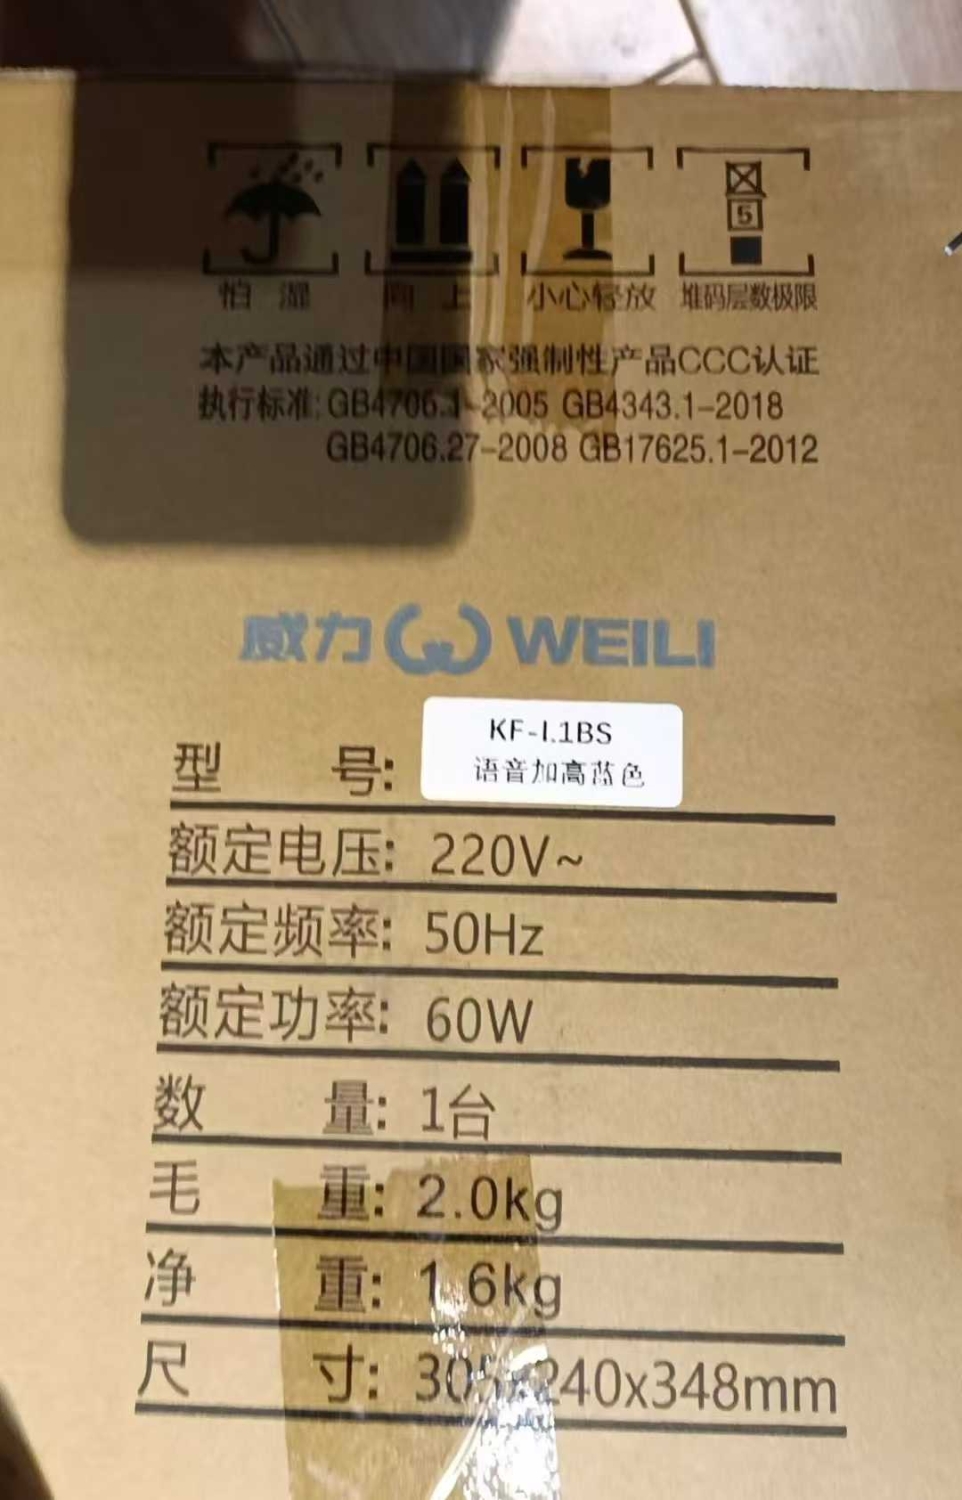 5
怕 湿 向 上 小心轻放 堆码层数极限
本产品通过中国国家强制性产品CCC认证
执行标准: GB4706.1-2005 GB4343.1-2018
GB4706.27-2008 GB17625.1-2012
威力 WEILI
KF-I.1BS
语音加高蓝色
型 号:
额定电压: 220V~
额定频率: 50Hz
额定功率: 60W
数 量: 1台
毛 重: 2.0kg
净 重: 1.6kg
尺 寸: 305x240x348mm